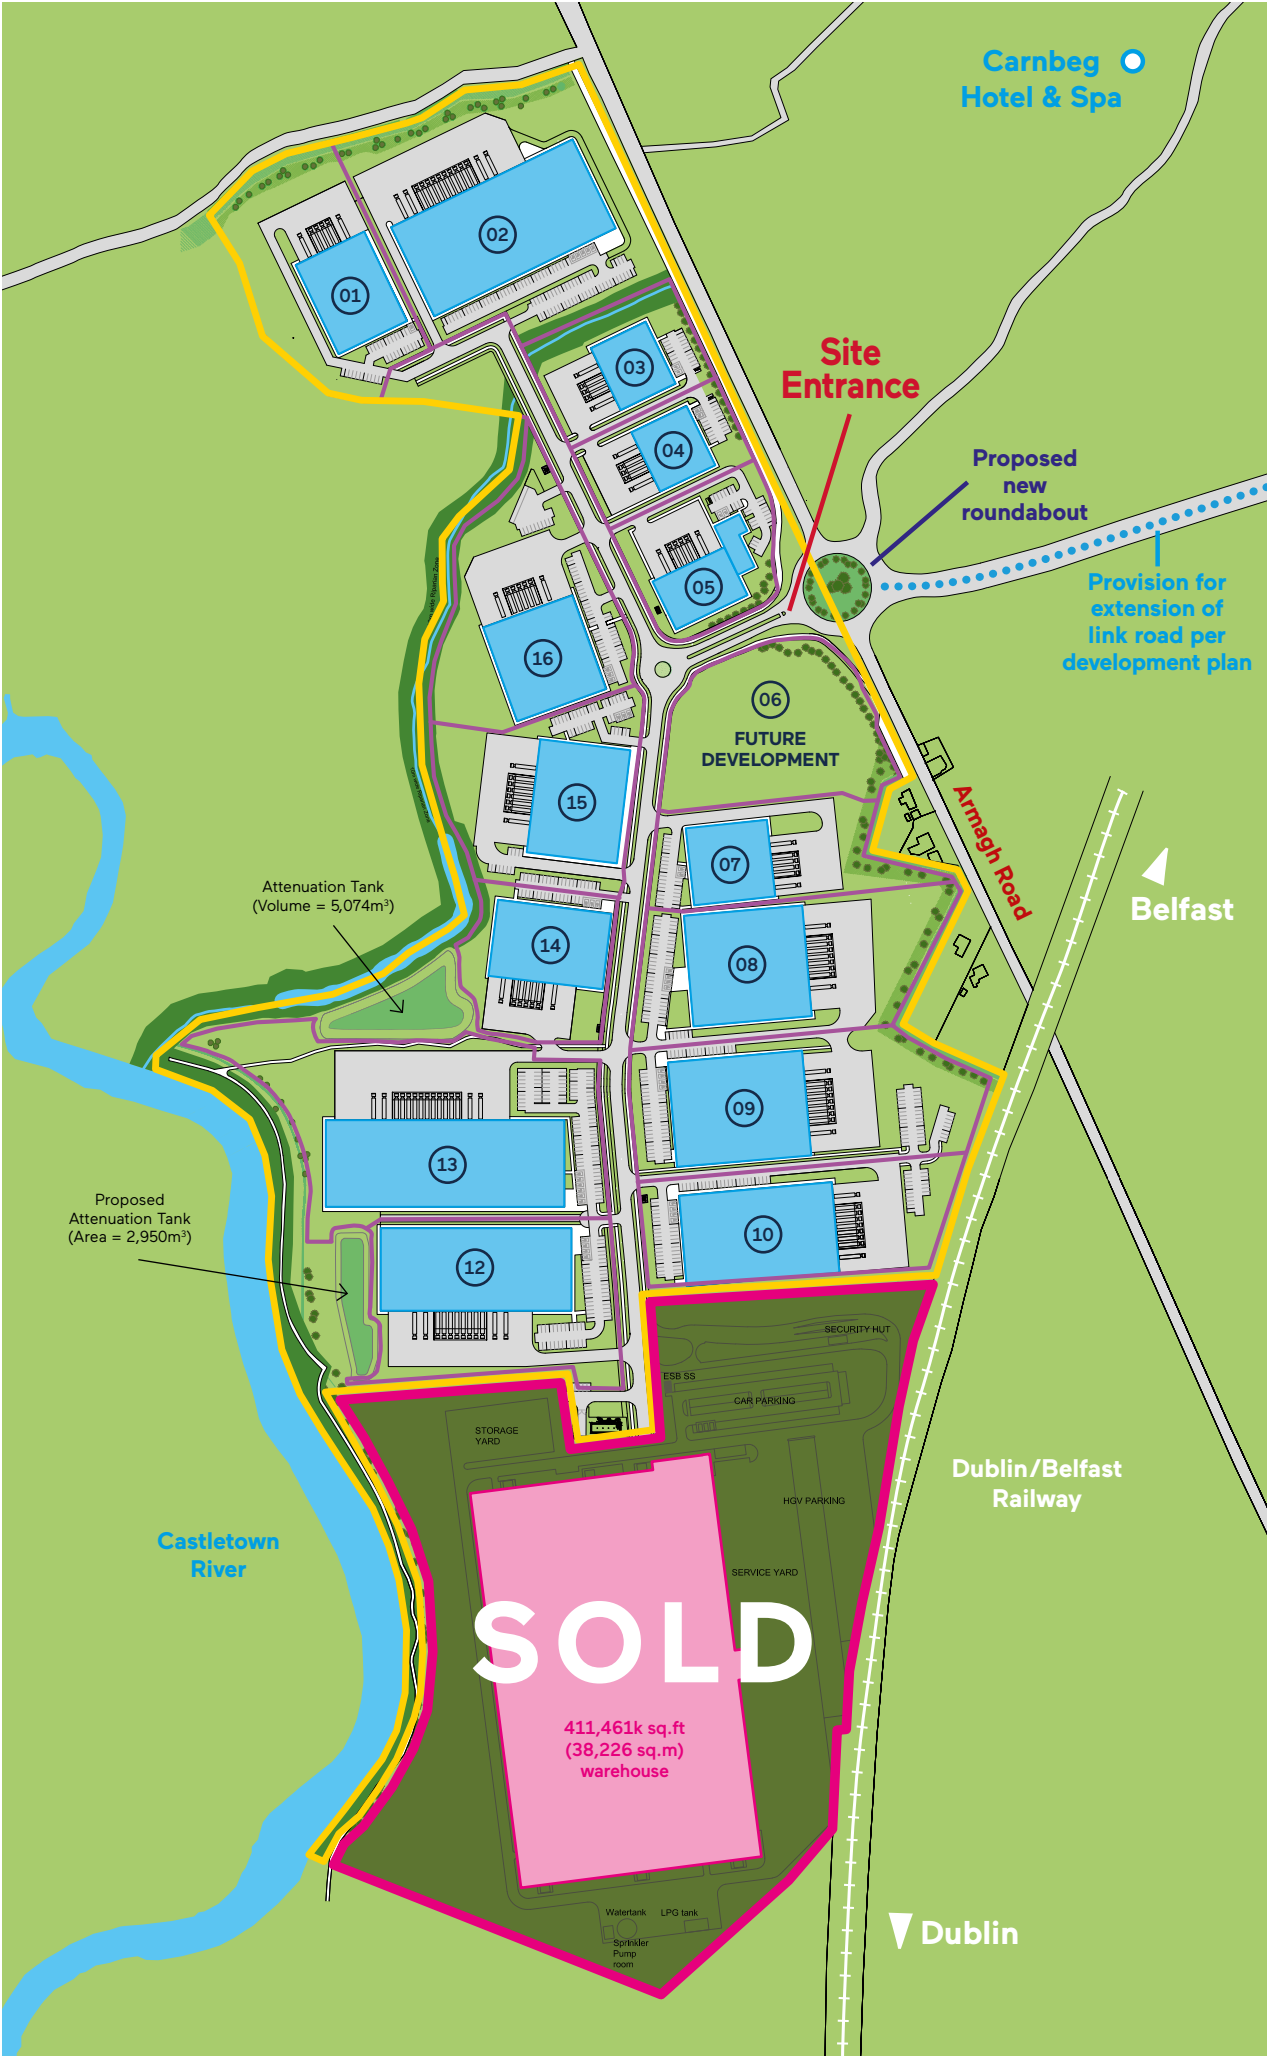 Carnbeg
Hotel & Spa
02
01
03
Site
Entrance
04
Proposed
new
roundabout
05
Provision for
extension of
link road per
development plan
16
06
FUTURE
DEVELOPMENT
15
Armagh Road
07
Belfast
Attenuation Tank
(Volume = 5,074m³)
14
08
09
13
Proposed
Attenuation Tank
(Area = 2,950m³)
10
12
SECURITY HUT
ESB SS
CAR PARKING
STORAGE
YARD
Dublin/Belfast
Railway
HGV PARKING
Castletown
River
SERVICE YARD
SOLD
411,461k sq.ft
(38,226 sq.m)
warehouse
Watertank
LPG tank
Dublin
Sprinkler
Pump
room